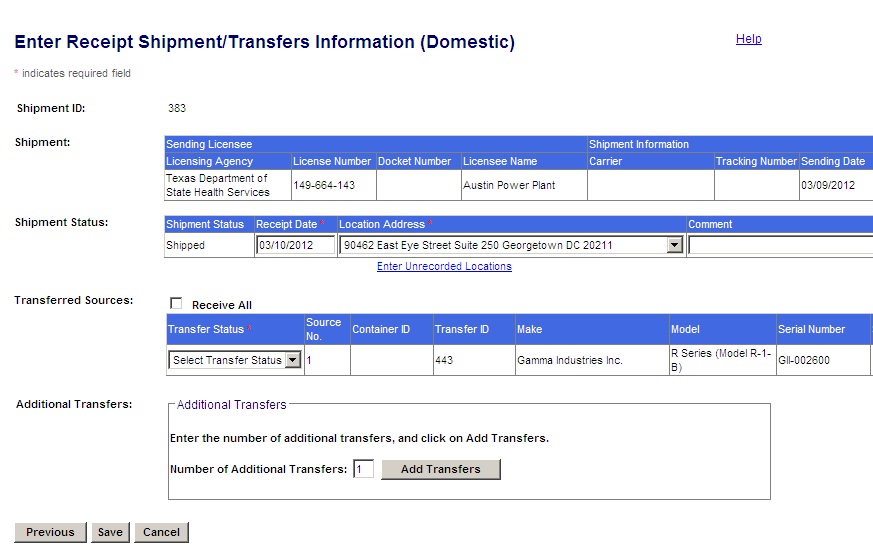 Enter Receipt Shipment/Transfers Information (Domestic)
Help
* indicates required field
Shipment ID: 383
Shipment:
Sending Licensee Shipment Information
Licensing Agency License Number Docket Number Licensee Name Carrier Tracking Number Sending Date
Texas Department of
State Health Services 149-664-143 Austin Power Plant 03/09/2012
Shipment Status:
Shipment Status Receipt Date * Location Address * Comment
Shipped 03/10/2012 90462 East Eye Street Suite 250 Georgetown DC 20211
Enter Unrecorded Locations
Transferred Sources:
Receive All
Transfer Status * Source
No. Container ID Transfer ID Make Model Serial Number
Select Transfer Status 1 443 Gamma Industries Inc. R Series (Model R-1-
B) GII-002600
Additional Transfers:
Additional Transfers
Enter the number of additional transfers, and click on Add Transfers.
Number of Additional Transfers: 1 Add Transfers
Previous Save Cancel